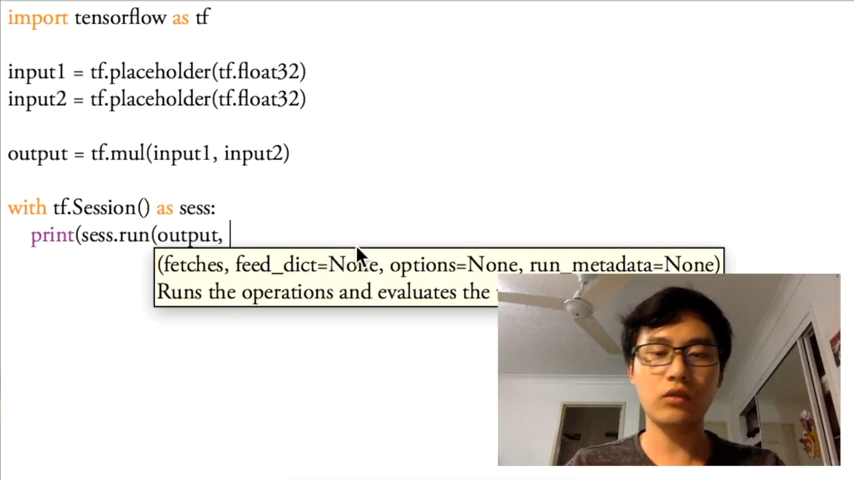 import tensorflow as tf
input1 = tf.placeholder(tf.float32)
input2 = tf.placeholder(tf.float32)
output = tf.mul(input1, input2)
with tf.Session() as sess:
print(sess.run(output,
(fetches, feed_dict=None, options=None, run_metadata=None)
Runs the operations and evaluates the